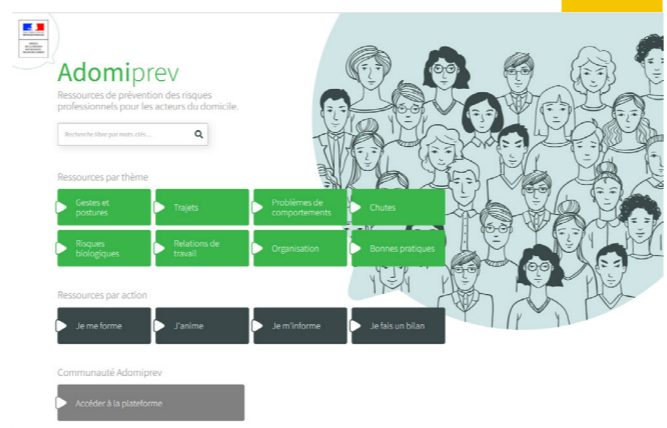 Adomiprev
Ressources de prévention des risques
professionnels pour les acteurs du domicile.
Recherche libre par mots clés...
Ressources par thème
Gestes et
postures
Trajets
Problèmes de
comportements
Chutes
Risques
biologiques
Relations de
travail
Organisation
Bonnes pratiques
Ressources par action
Je me forme
J'anime
Je m'informe
Je fais un bilan
Communauté Adomiprev
Accéder à la plateforme